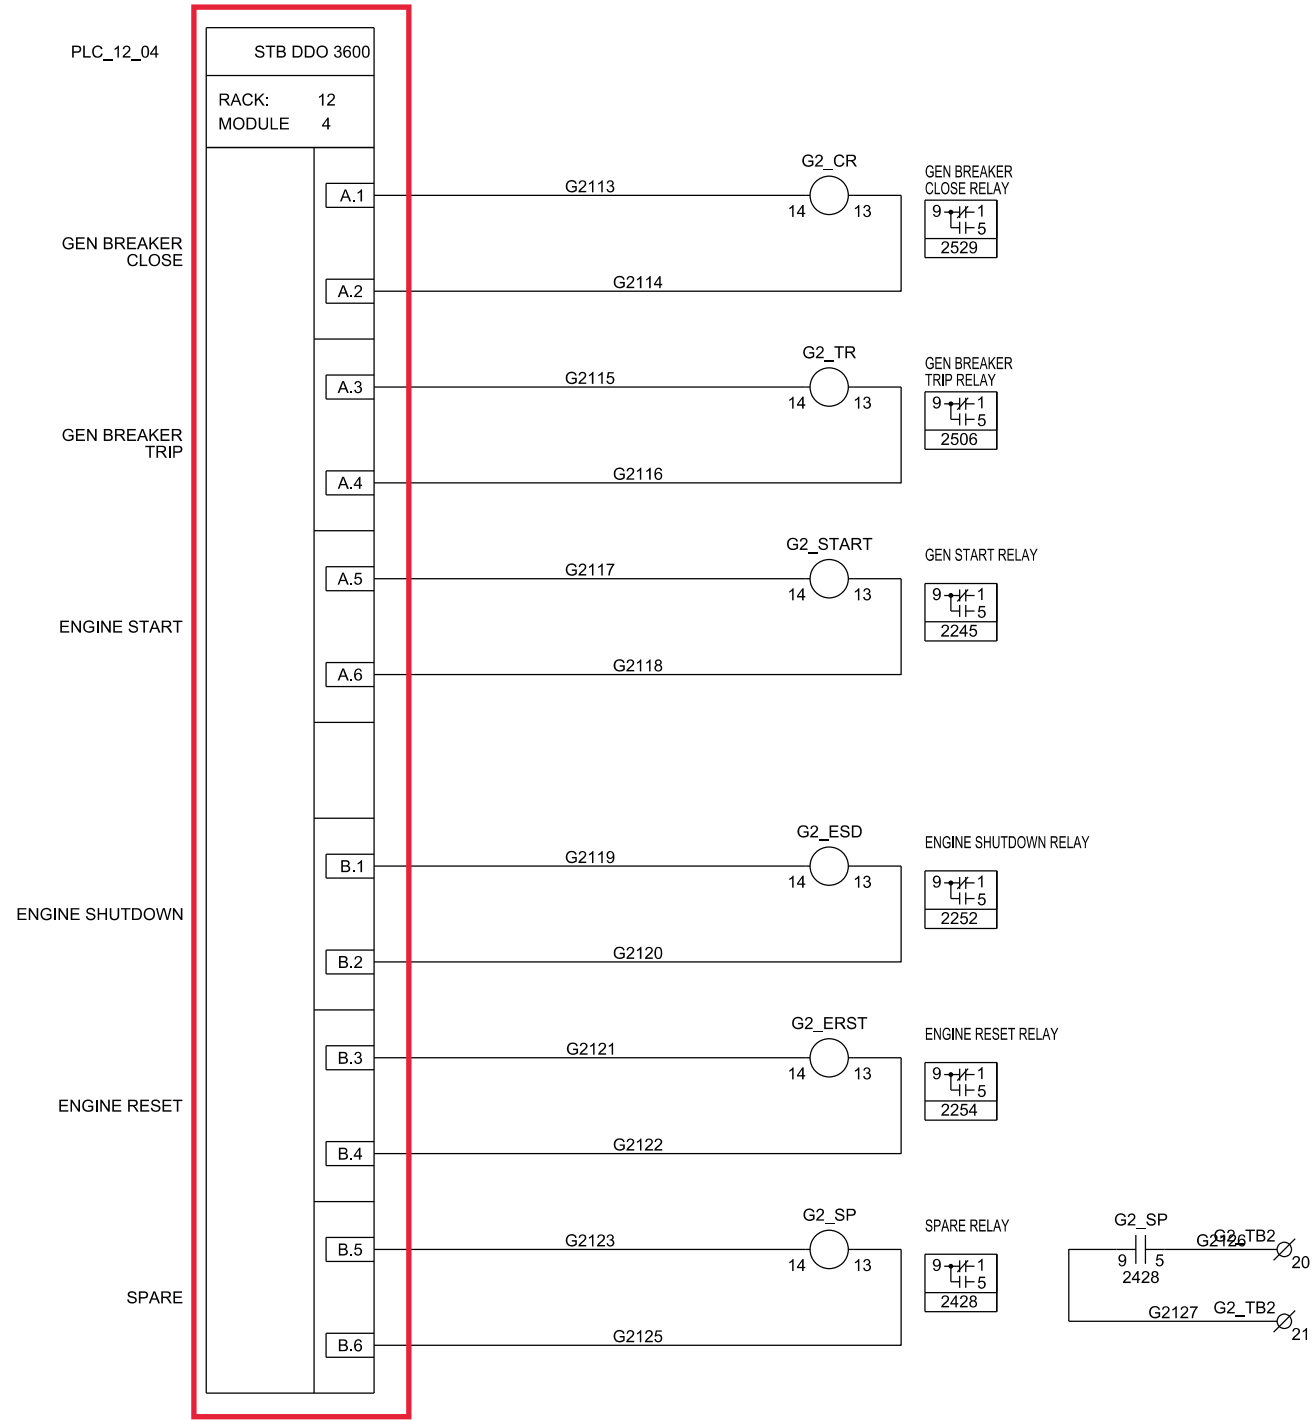 PLC_12_04
STB DDO 3600
RACK: 12
MODULE 4
GEN BREAKER
CLOSE
A.1
G2113
G2_CR
14 13
GEN BREAKER
CLOSE RELAY
9 1
5
2529
A.2
G2114
GEN BREAKER
TRIP
A.3
G2115
G2_TR
14 13
GEN BREAKER
TRIP RELAY
9 1
5
2506
A.4
G2116
ENGINE START
A.5
G2117
G2_START
14 13
GEN START RELAY
9 1
5
2245
A.6
G2118
ENGINE SHUTDOWN
B.1
G2119
G2_ESD
14 13
ENGINE SHUTDOWN RELAY
9 1
5
2252
B.2
G2120
ENGINE RESET
B.3
G2121
G2_ERST
14 13
ENGINE RESET RELAY
9 1
5
2254
B.4
G2122
SPARE
B.5
G2123
G2_SP
14 13
SPARE RELAY
9 1
5
2428
B.6
G2125
G2_SP
9 5
2428
G2126
G2_TB2
20
G2127
G2_TB2
21